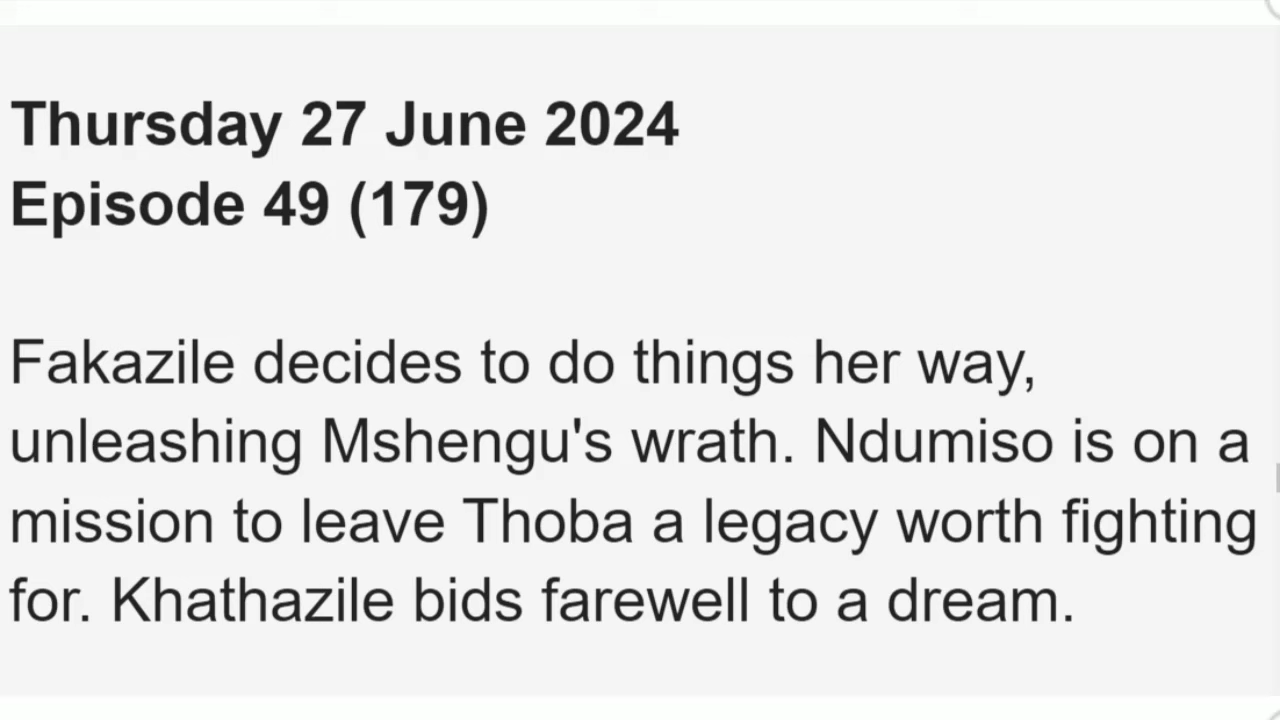 Thursday 27 June 2024
Episode 49 (179)
Fakazile decides to do things her way,
unleashing Mshengu's wrath. Ndumiso is on a
mission to leave Thoba a legacy worth fighting
for. Khathazile bids farewell to a dream.